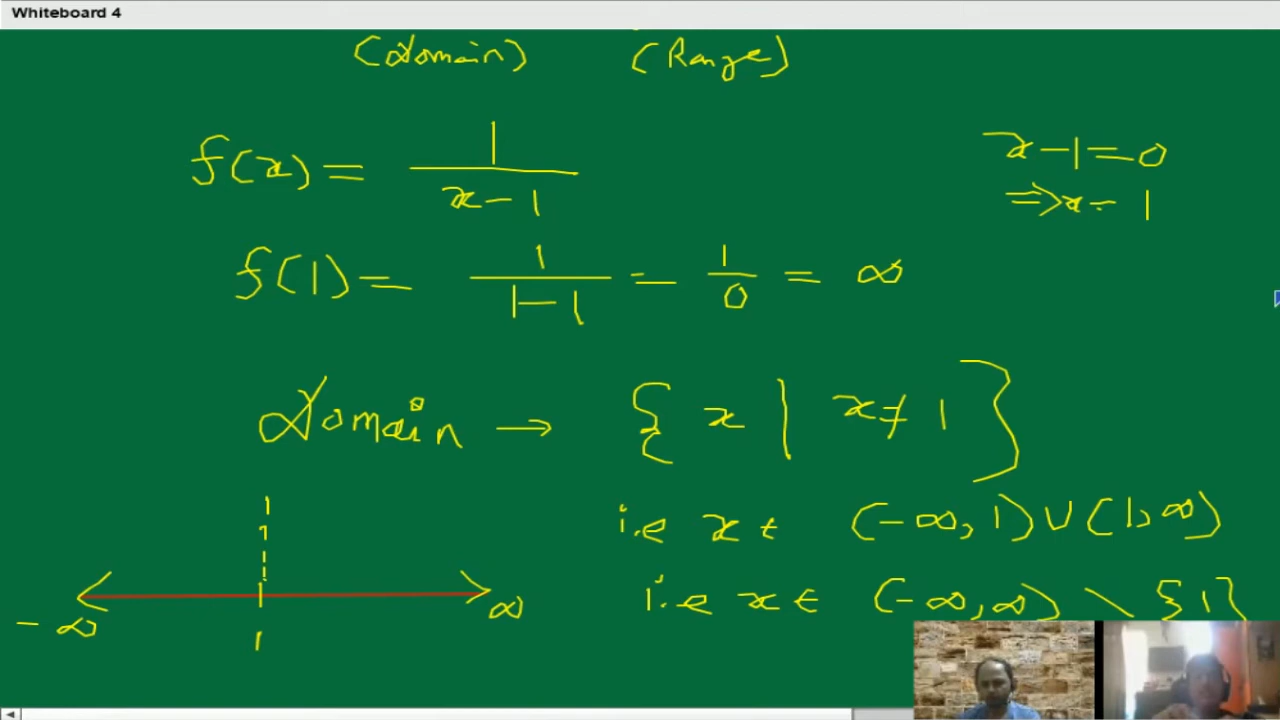 Whiteboard 4
(Domain) (Range)
f(x) = 1/(x-1)
x-1=0
⇒x=1
f(1) = 1/(1-1) = 1/0 = ∞
Domain → {x | x≠1}
i.e x ∈ (-∞,1)∪(1,∞)
i.e x ∈ (-∞,∞) \ {1}
-∞ 1 ∞